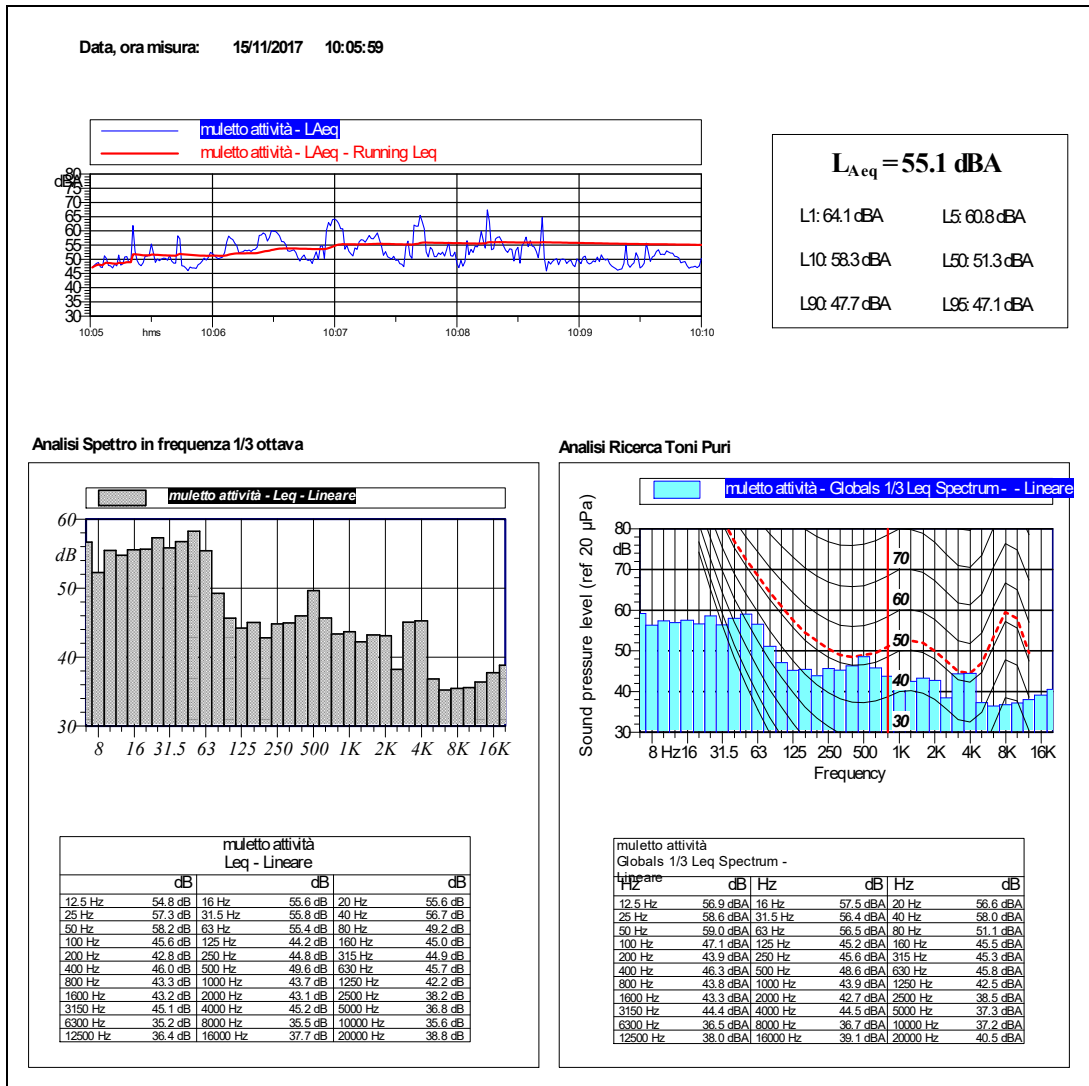 Data, ora misura: 15/11/2017 10:05:59
muletto attività - LAeq
muletto attività - LAeq - Running Leq
dBA
80
75
70
65
60
55
50
45
40
35
30
10:05 hms 10:06 10:07 10:08 10:09 10:10
LAeq = 55.1 dBA
L1: 64.1 dBA L5: 60.8 dBA
L10: 58.3 dBA L50: 51.3 dBA
L90: 47.7 dBA L95: 47.1 dBA
Analisi Spettro in frequenza 1/3 ottava
muletto attività - Leq - Lineare
60
dB
50
40
30
8 16 31.5 63 125 250 500 1K 2K 4K 8K 16K
muletto attività
Leq - Lineare
dB dB dB
12.5 Hz 54.8 dB 16 Hz 55.6 dB 20 Hz 55.6 dB
25 Hz 57.3 dB 31.5 Hz 55.8 dB 40 Hz 56.7 dB
50 Hz 58.2 dB 63 Hz 55.4 dB 80 Hz 49.2 dB
100 Hz 45.6 dB 125 Hz 44.2 dB 160 Hz 45.0 dB
200 Hz 42.8 dB 250 Hz 44.8 dB 315 Hz 44.9 dB
400 Hz 46.0 dB 500 Hz 49.6 dB 630 Hz 45.7 dB
800 Hz 43.3 dB 1000 Hz 43.7 dB 1250 Hz 42.2 dB
1600 Hz 43.2 dB 2000 Hz 43.1 dB 2500 Hz 38.2 dB
3150 Hz 45.1 dB 4000 Hz 45.2 dB 5000 Hz 36.8 dB
6300 Hz 35.2 dB 8000 Hz 35.5 dB 10000 Hz 35.6 dB
12500 Hz 36.4 dB 16000 Hz 37.7 dB 20000 Hz 38.8 dB
Analisi Ricerca Toni Puri
muletto attività - Globals 1/3 Leq Spectrum - - Lineare
Sound pressure level (ref 20 µPa)
80
dB
70
60
50
40
30
70
60
50
40
30
8 Hz 16 31.5 63 125 250 500 1K 2K 4K 8K 16K
Frequency
muletto attività
Globals 1/3 Leq Spectrum -
Lineare
Hz dB Hz dB Hz dB
12.5 Hz 56.9 dBA 16 Hz 57.5 dBA 20 Hz 56.6 dBA
25 Hz 58.6 dBA 31.5 Hz 56.4 dBA 40 Hz 58.0 dBA
50 Hz 59.0 dBA 63 Hz 56.5 dBA 80 Hz 51.1 dBA
100 Hz 47.1 dBA 125 Hz 45.2 dBA 160 Hz 45.5 dBA
200 Hz 43.9 dBA 250 Hz 45.6 dBA 315 Hz 45.3 dBA
400 Hz 46.3 dBA 500 Hz 48.6 dBA 630 Hz 45.8 dBA
800 Hz 43.8 dBA 1000 Hz 43.9 dBA 1250 Hz 42.5 dBA
1600 Hz 43.3 dBA 2000 Hz 42.7 dBA 2500 Hz 38.5 dBA
3150 Hz 44.4 dBA 4000 Hz 44.5 dBA 5000 Hz 37.3 dBA
6300 Hz 36.5 dBA 8000 Hz 36.7 dBA 10000 Hz 37.2 dBA
12500 Hz 38.0 dBA 16000 Hz 39.1 dBA 20000 Hz 40.5 dBA